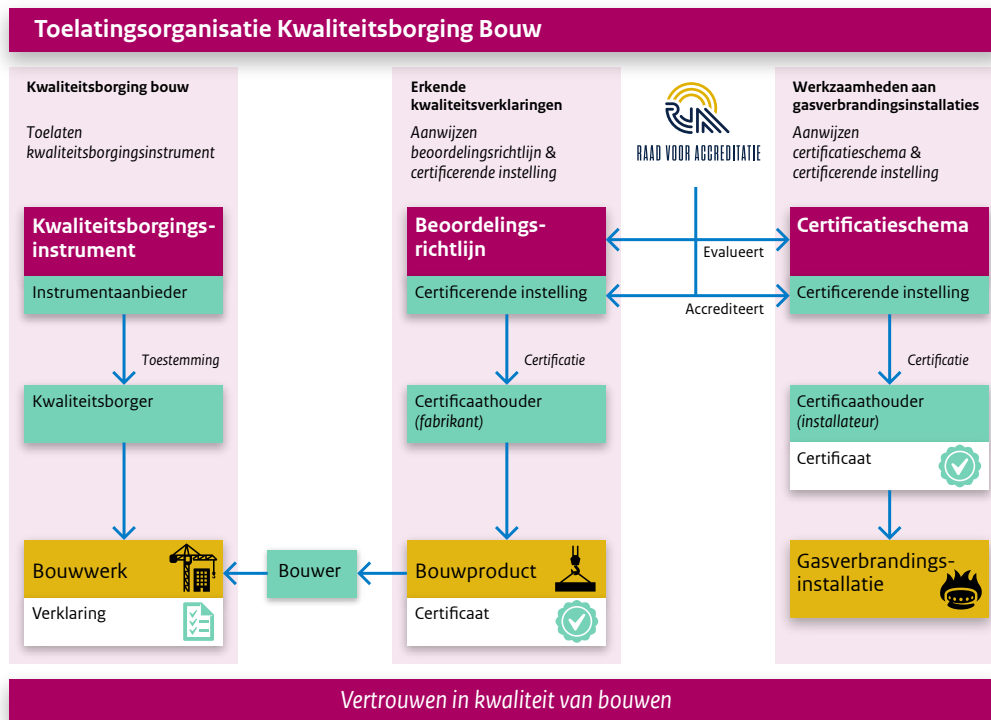 Toelatingsorganisatie Kwaliteitsborging Bouw
Kwaliteitsborging bouw
Toelaten
kwaliteitsborgingsinstrument
Kwaliteitsborgings-
instrument
Instrumentaanbieder
Toestemming
Kwaliteitsborger
Bouwwerk
Verklaring
Bouwer
Erkende
kwaliteitsverklaringen
Aanwijzen
beoordelingsrichtlijn &
certificerende instelling
Beoordelings-
richtlijn
Certificerende instelling
Certificatie
Certificaathouder
(fabrikant)
Bouwproduct
Certificaat
RAAD VOOR ACCREDITATIE
Evalueert
Accrediteert
Werkzaamheden aan
gasverbrandingsinstallaties
Aanwijzen
certificatieschema &
certificerende instelling
Certificatieschema
Certificerende instelling
Certificatie
Certificaathouder
(installateur)
Certificaat
Gasverbrandings-
installatie
Vertrouwen in kwaliteit van bouwen